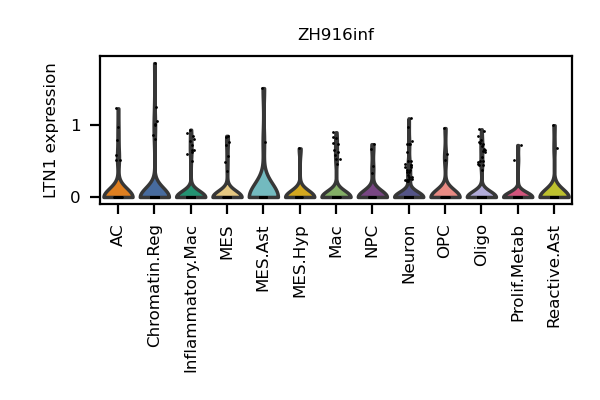 ZH916inf
LTN1 expression
1
0
AC
Chromatin.Reg
Inflammatory.Mac
MES
MES.Ast
MES.Hyp
Mac
NPC
Neuron
OPC
Oligo
Prolif.Metab
Reactive.Ast